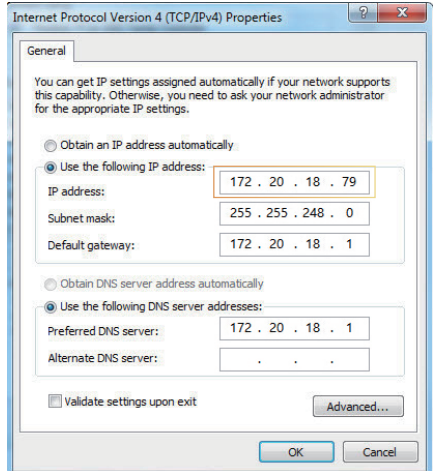 Internet Protocol Version 4 (TCP/IPv4) Properties
General
You can get IP settings assigned automatically if your network supports
this capability. Otherwise, you need to ask your network administrator
for the appropriate IP settings.
Obtain an IP address automatically
Use the following IP address:
IP address: 172 . 20 . 18 . 79
Subnet mask: 255 . 255 . 248 . 0
Default gateway: 172 . 20 . 18 . 1
Obtain DNS server address automatically
Use the following DNS server addresses:
Preferred DNS server: 172 . 20 . 18 . 1
Alternate DNS server: . . .
Validate settings upon exit
Advanced...
OK Cancel